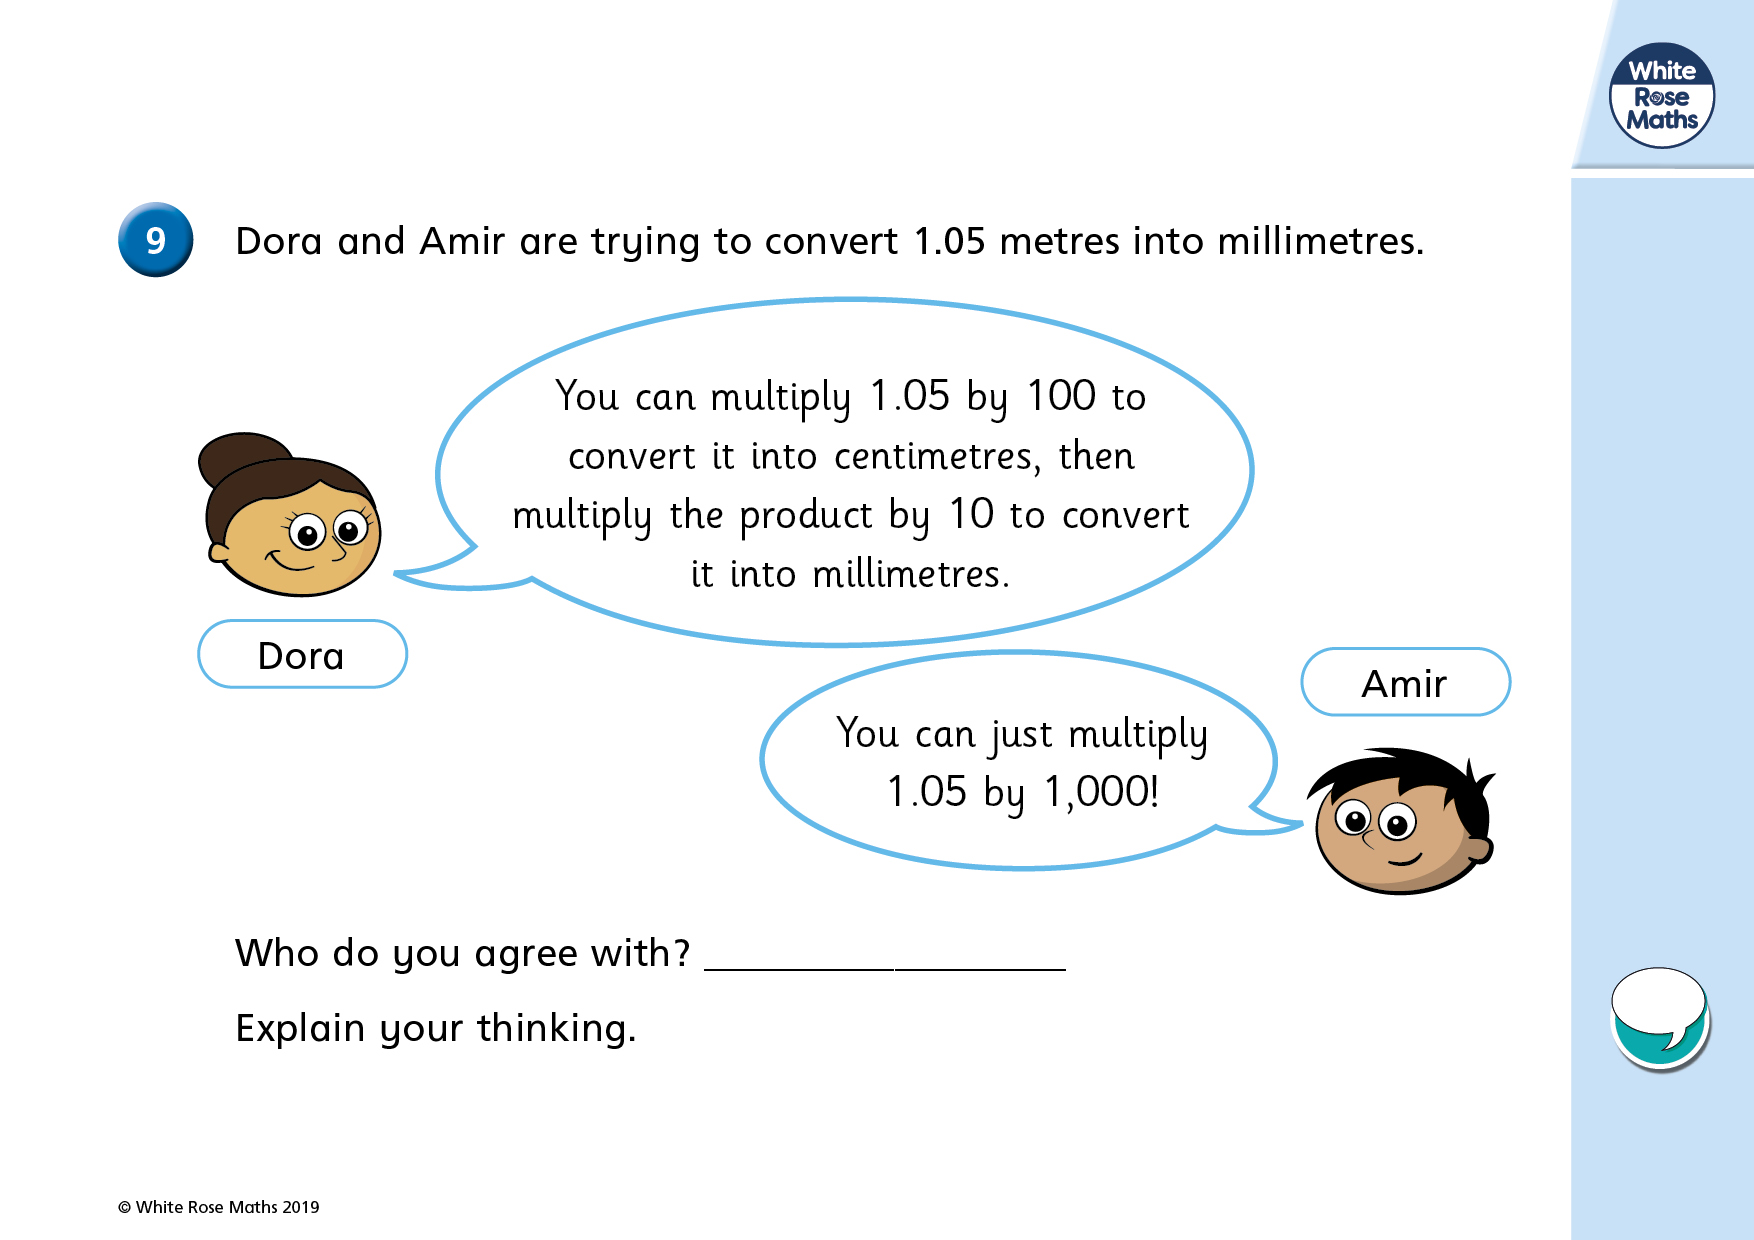 White
Rose
Maths
9
Dora and Amir are trying to convert 1.05 metres into millimetres.
You can multiply 1.05 by 100 to
convert it into centimetres, then
multiply the product by 10 to convert
it into millimetres.
Dora
Amir
You can just multiply
1.05 by 1,000!
Who do you agree with? ___________________
Explain your thinking.
© White Rose Maths 2019